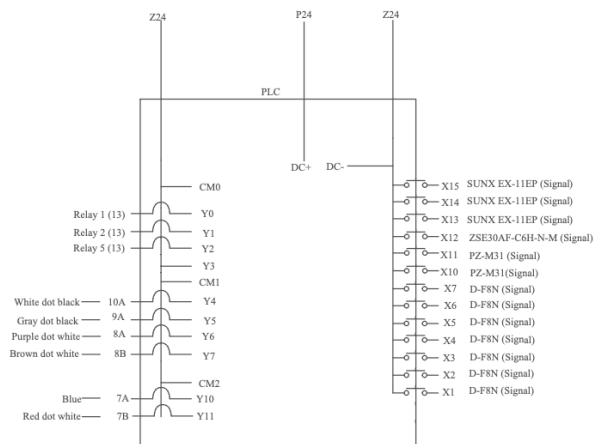 Z24 P24 Z24
PLC
DC+ DC-
CM0
X15 SUNX EX-11EP (Signal)
X14 SUNX EX-11EP (Signal)
Relay 1 (13) Y0
X13 SUNX EX-11EP (Signal)
Relay 2 (13) Y1
X12 ZSE30AF-C6H-N-M (Signal)
Relay 5 (13) Y2
X11 PZ-M31 (Signal)
Y3
X10 PZ-M31(Signal)
CM1
X7 D-F8N (Signal)
White dot black 10A Y4
X6 D-F8N (Signal)
Gray dot black 9A Y5
X5 D-F8N (Signal)
Purple dot white 8A Y6
X4 D-F8N (Signal)
Brown dot white 8B Y7
X3 D-F8N (Signal)
X2 D-F8N (Signal)
CM2
X1 D-F8N (Signal)
Blue 7A Y10
Red dot white 7B Y11